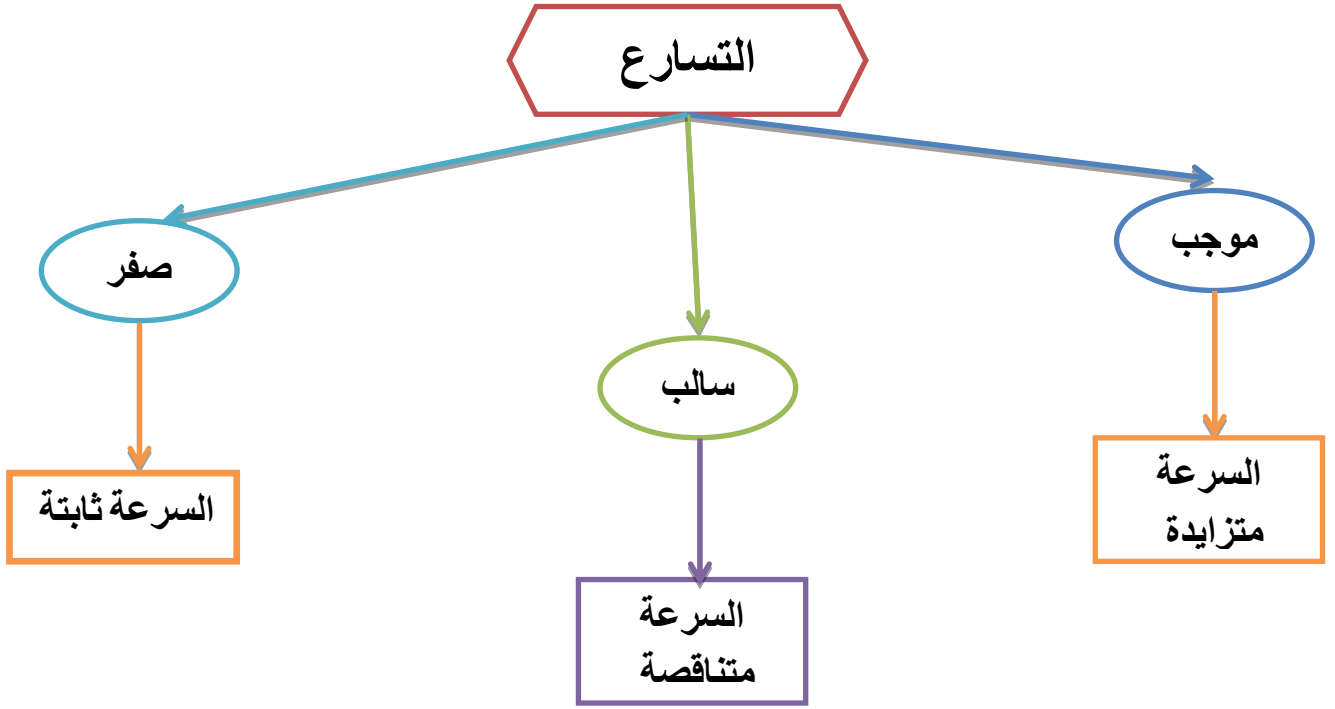 التسارع
موجب
صفر
سالب
السرعة
متزايدة
السرعة ثابتة
السرعة
متناقصة